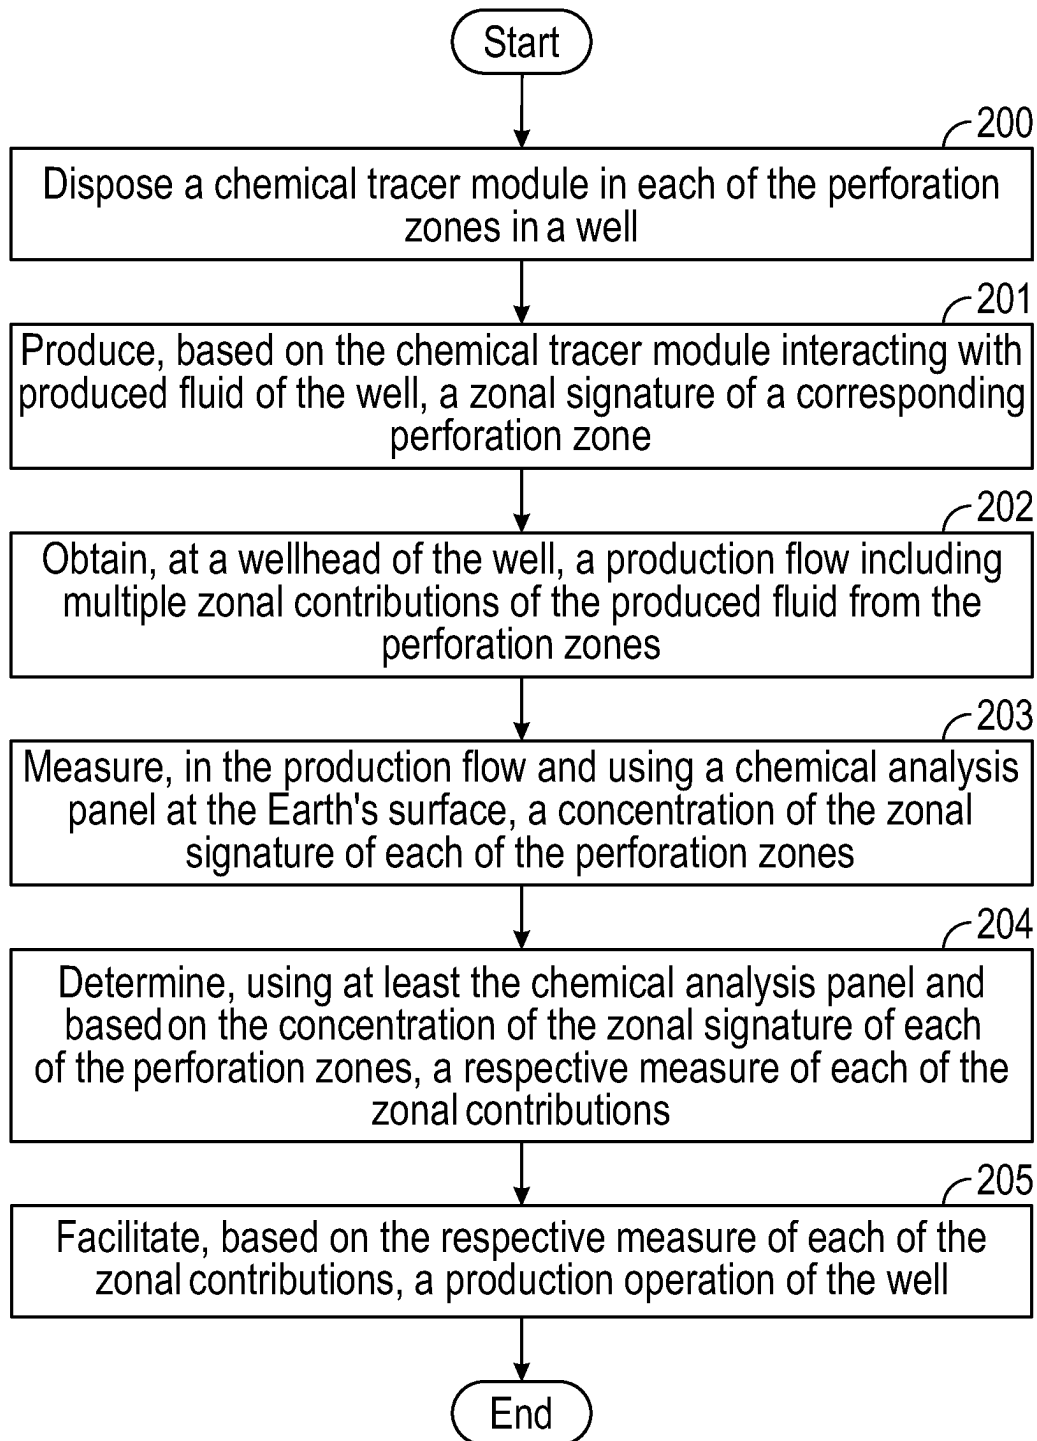 Start
200
Dispose a chemical tracer module in each of the perforation
zones in a well
201
Produce, based on the chemical tracer module interacting with
produced fluid of the well, a zonal signature of a corresponding
perforation zone
202
Obtain, at a wellhead of the well, a production flow including
multiple zonal contributions of the produced fluid from the
perforation zones
203
Measure, in the production flow and using a chemical analysis
panel at the Earth's surface, a concentration of the zonal
signature of each of the perforation zones
204
Determine, using at least the chemical analysis panel and
based on the concentration of the zonal signature of each
of the perforation zones, a respective measure of each of the
zonal contributions
205
Facilitate, based on the respective measure of each of the
zonal contributions, a production operation of the well
End